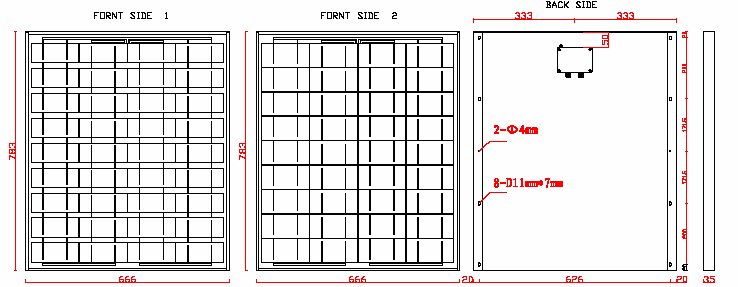 FORNT SIDE 1
FORNT SIDE 2
BACK SIDE
333
333
50
783
783
2-Φ4mm
8-D11mm*7mm
666
666
20
626
20
35